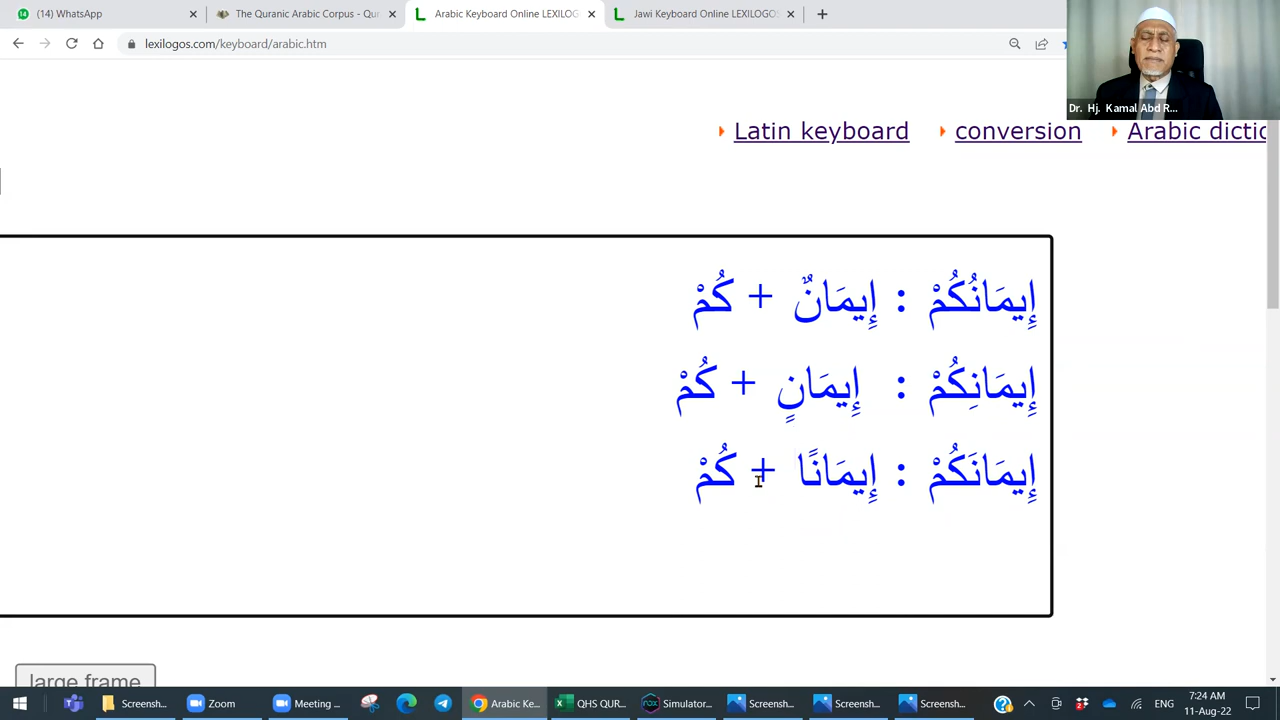 (14) WhatsApp
The Quranic Arabic Corpus - Qur
Arabic Keyboard Online LEXILOGO
Jawi Keyboard Online LEXILOGOS
lexilogos.com/keyboard/arabic.htm
Dr. Hj. Kamal Abd R...
Latin keyboard
conversion
Arabic dictio
إِيمَانُكُمْ : إِيمَانٌ + كُمْ
إِيمَانِكُمْ : إِيمَانٍ + كُمْ
إِيمَانَكُمْ : إِيمَانًا + كُمْ
large frame
Screensh...
Zoom
Meeting ...
Arabic Ke...
QHS QUR...
Simulator...
Screensh...
Screensh...
Screensh...
ENG
7:24 AM
11-Aug-22